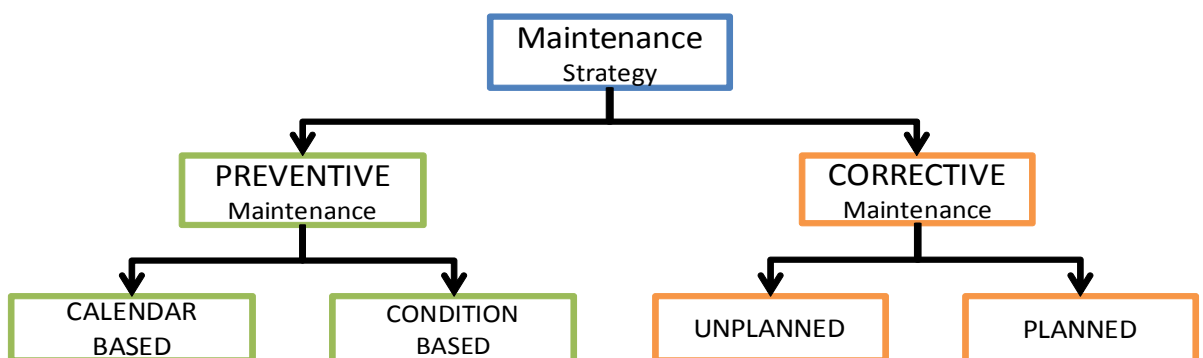 Maintenance
Strategy
PREVENTIVE
Maintenance
CORRECTIVE
Maintenance
CALENDAR
BASED
CONDITION
BASED
UNPLANNED
PLANNED